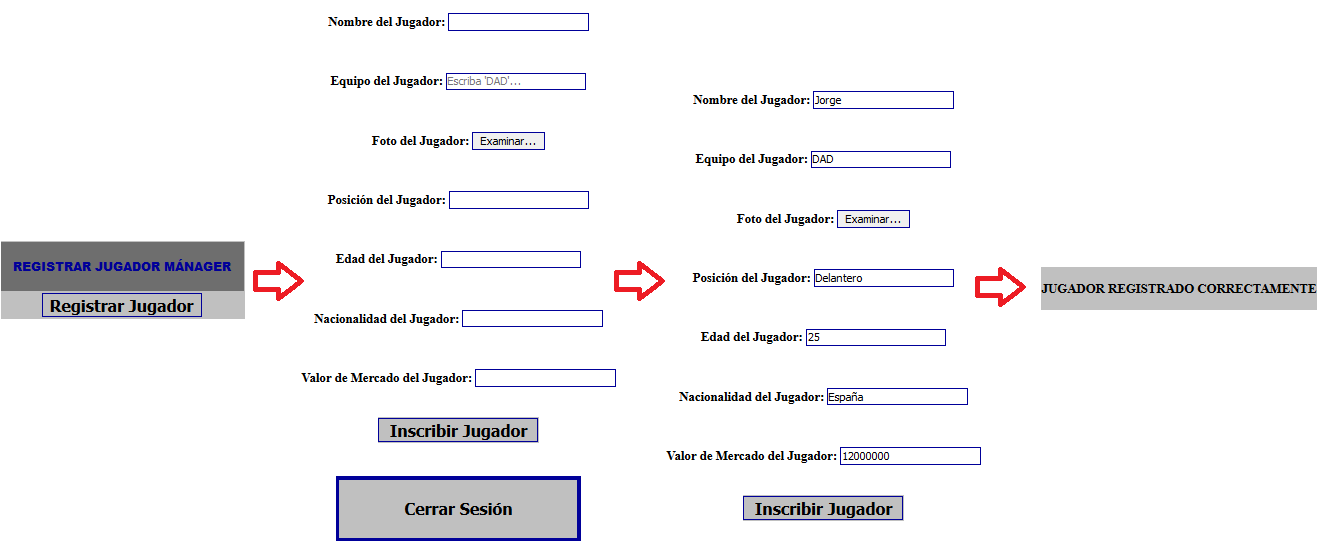 REGISTRAR JUGADOR MÁNAGER
Registrar Jugador
Nombre del Jugador:
Equipo del Jugador: Escriba 'DAD'...
Foto del Jugador: Examinar...
Posición del Jugador:
Edad del Jugador:
Nacionalidad del Jugador:
Valor de Mercado del Jugador:
Inscribir Jugador
Cerrar Sesión
Nombre del Jugador: Jorge
Equipo del Jugador: DAD
Foto del Jugador: Examinar...
Posición del Jugador: Delantero
Edad del Jugador: 25
Nacionalidad del Jugador: España
Valor de Mercado del Jugador: 12000000
Inscribir Jugador
JUGADOR REGISTRADO CORRECTAMENTE